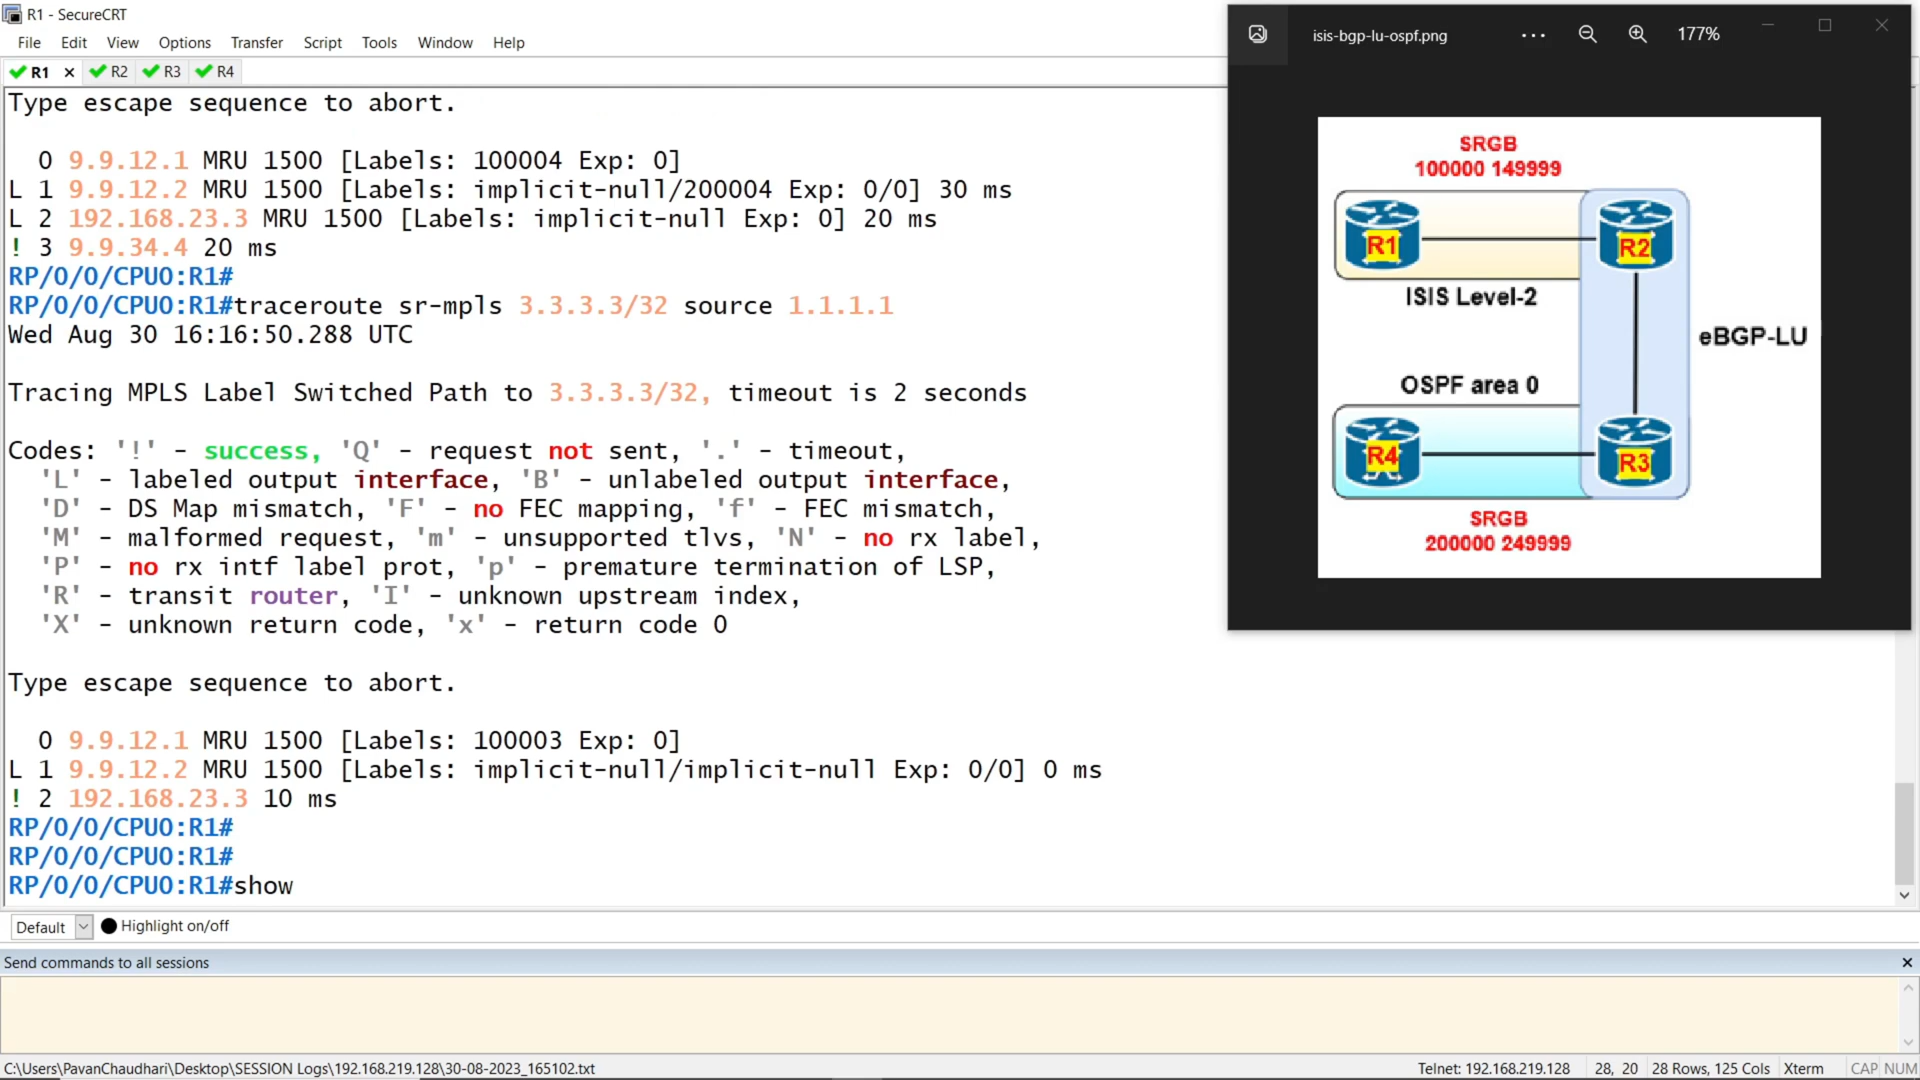 R1 - SecureCRT
File Edit View Options Transfer Script Tools Window Help
R1 × R2 R3 R4
Type escape sequence to abort.
0 9.9.12.1 MRU 1500 [Labels: 100004 Exp: 0]
L 1 9.9.12.2 MRU 1500 [Labels: implicit-null/200004 Exp: 0/0] 30 ms
L 2 192.168.23.3 MRU 1500 [Labels: implicit-null Exp: 0] 20 ms
! 3 9.9.34.4 20 ms
RP/0/0/CPU0:R1#
RP/0/0/CPU0:R1#traceroute sr-mpls 3.3.3.3/32 source 1.1.1.1
Wed Aug 30 16:16:50.288 UTC
Tracing MPLS Label Switched Path to 3.3.3.3/32, timeout is 2 seconds
Codes: '!' - success, 'Q' - request not sent, '.' - timeout,
'L' - labeled output interface, 'B' - unlabeled output interface,
'D' - DS Map mismatch, 'F' - no FEC mapping, 'f' - FEC mismatch,
'M' - malformed request, 'm' - unsupported tlvs, 'N' - no rx label,
'P' - no rx intf label prot, 'p' - premature termination of LSP,
'R' - transit router, 'I' - unknown upstream index,
'X' - unknown return code, 'x' - return code 0
Type escape sequence to abort.
0 9.9.12.1 MRU 1500 [Labels: 100003 Exp: 0]
L 1 9.9.12.2 MRU 1500 [Labels: implicit-null/implicit-null Exp: 0/0] 0 ms
! 2 192.168.23.3 10 ms
RP/0/0/CPU0:R1#
RP/0/0/CPU0:R1#
RP/0/0/CPU0:R1#show
isis-bgp-lu-ospf.png ... 177%
SRGB
100000 149999
R1
R2
ISIS Level-2
eBGP-LU
OSPF area 0
R4
R3
SRGB
200000 249999
Default Highlight on/off
Send commands to all sessions
C:\Users\PavanChaudhari\Desktop\SESSION Logs\192.168.219.128\30-08-2023_165102.txt
Telnet: 192.168.219.128 28, 20 28 Rows, 125 Cols Xterm CAP NUM